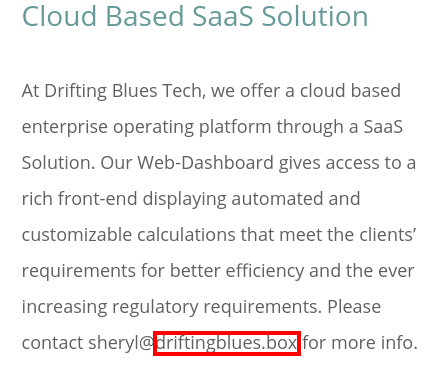 Cloud Based SaaS Solution
At Drifting Blues Tech, we offer a cloud based
enterprise operating platform through a SaaS
Solution. Our Web-Dashboard gives access to a
rich front-end displaying automated and
customizable calculations that meet the clients’
requirements for better efficiency and the ever
increasing regulatory requirements. Please
contact sheryl@driftingblues.box for more info.